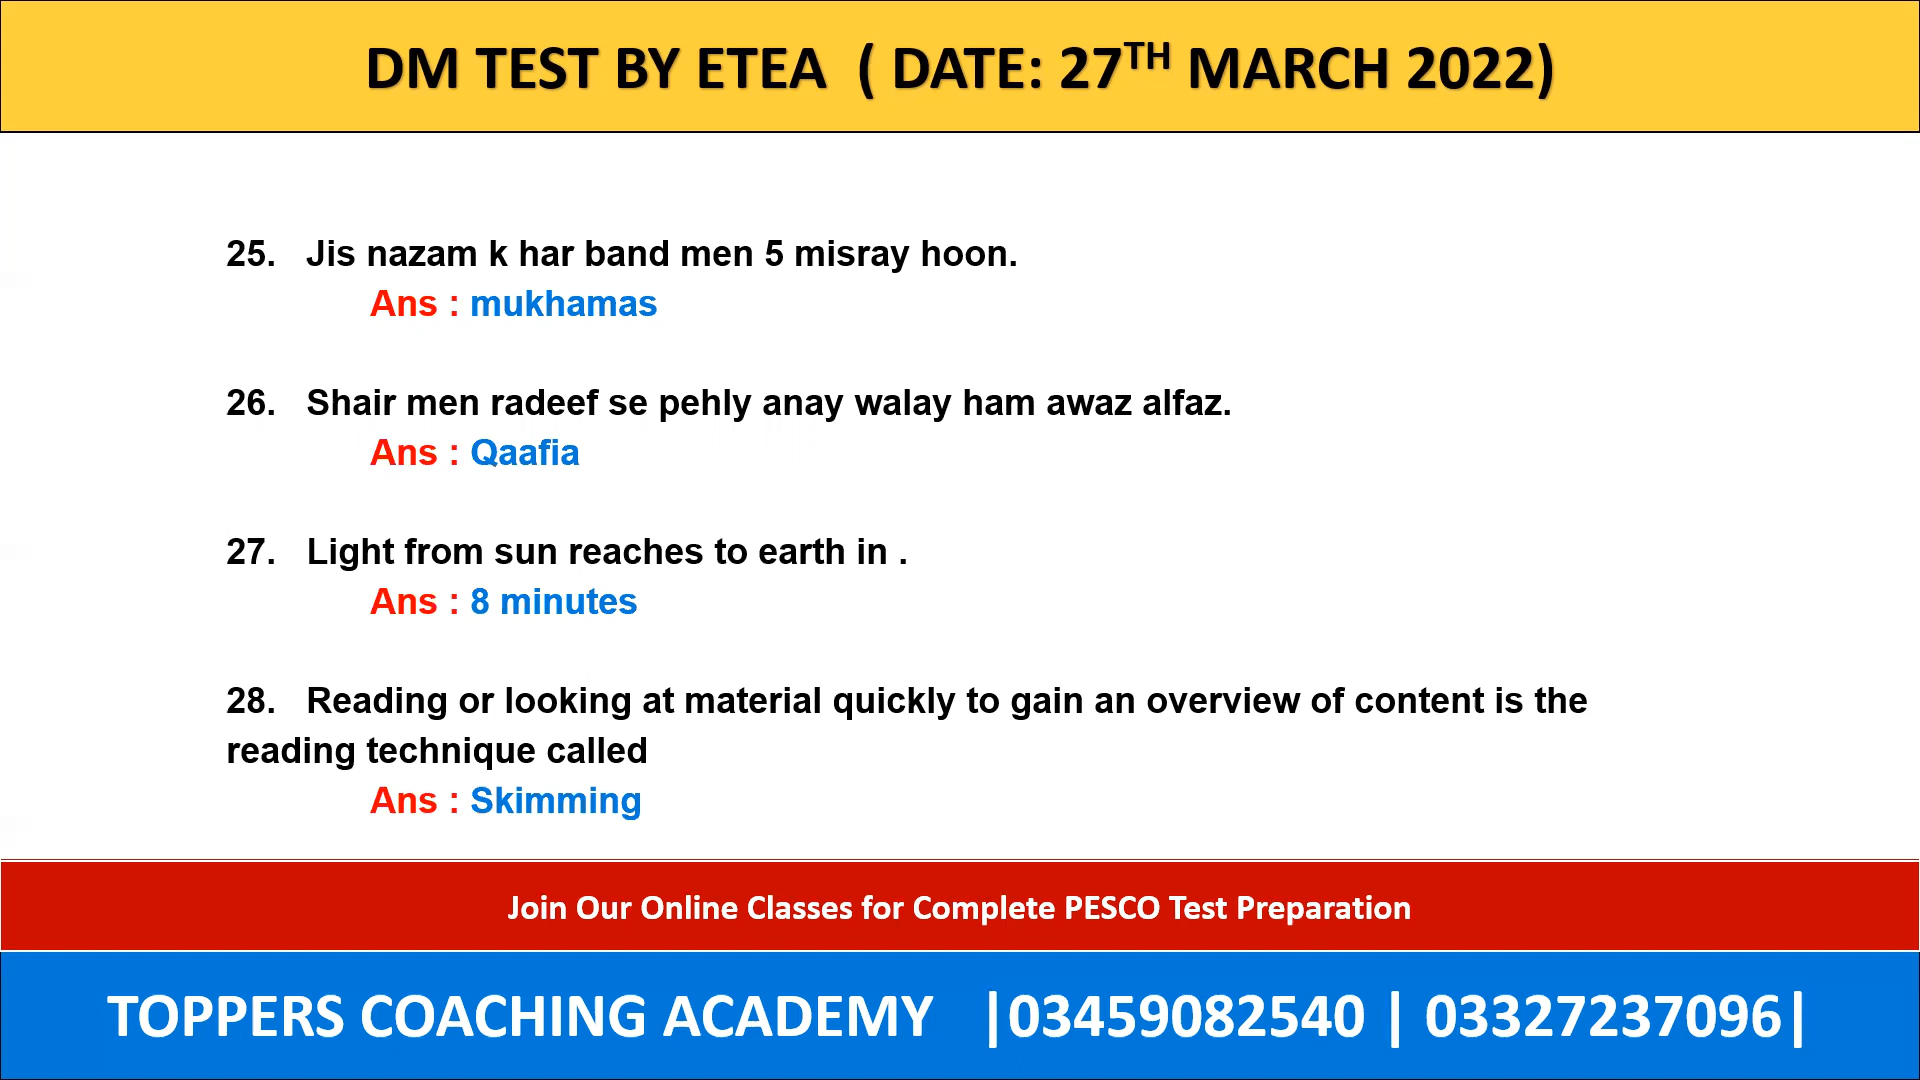 DM TEST BY ETEA ( DATE: 27TH MARCH 2022)
25. Jis nazam k har band men 5 misray hoon.
Ans : mukhamas
26. Shair men radeef se pehly anay walay ham awaz alfaz.
Ans : Qaafia
27. Light from sun reaches to earth in .
Ans : 8 minutes
28. Reading or looking at material quickly to gain an overview of content is the
reading technique called
Ans : Skimming
Join Our Online Classes for Complete PESCO Test Preparation
TOPPERS COACHING ACADEMY |03459082540 | 03327237096|